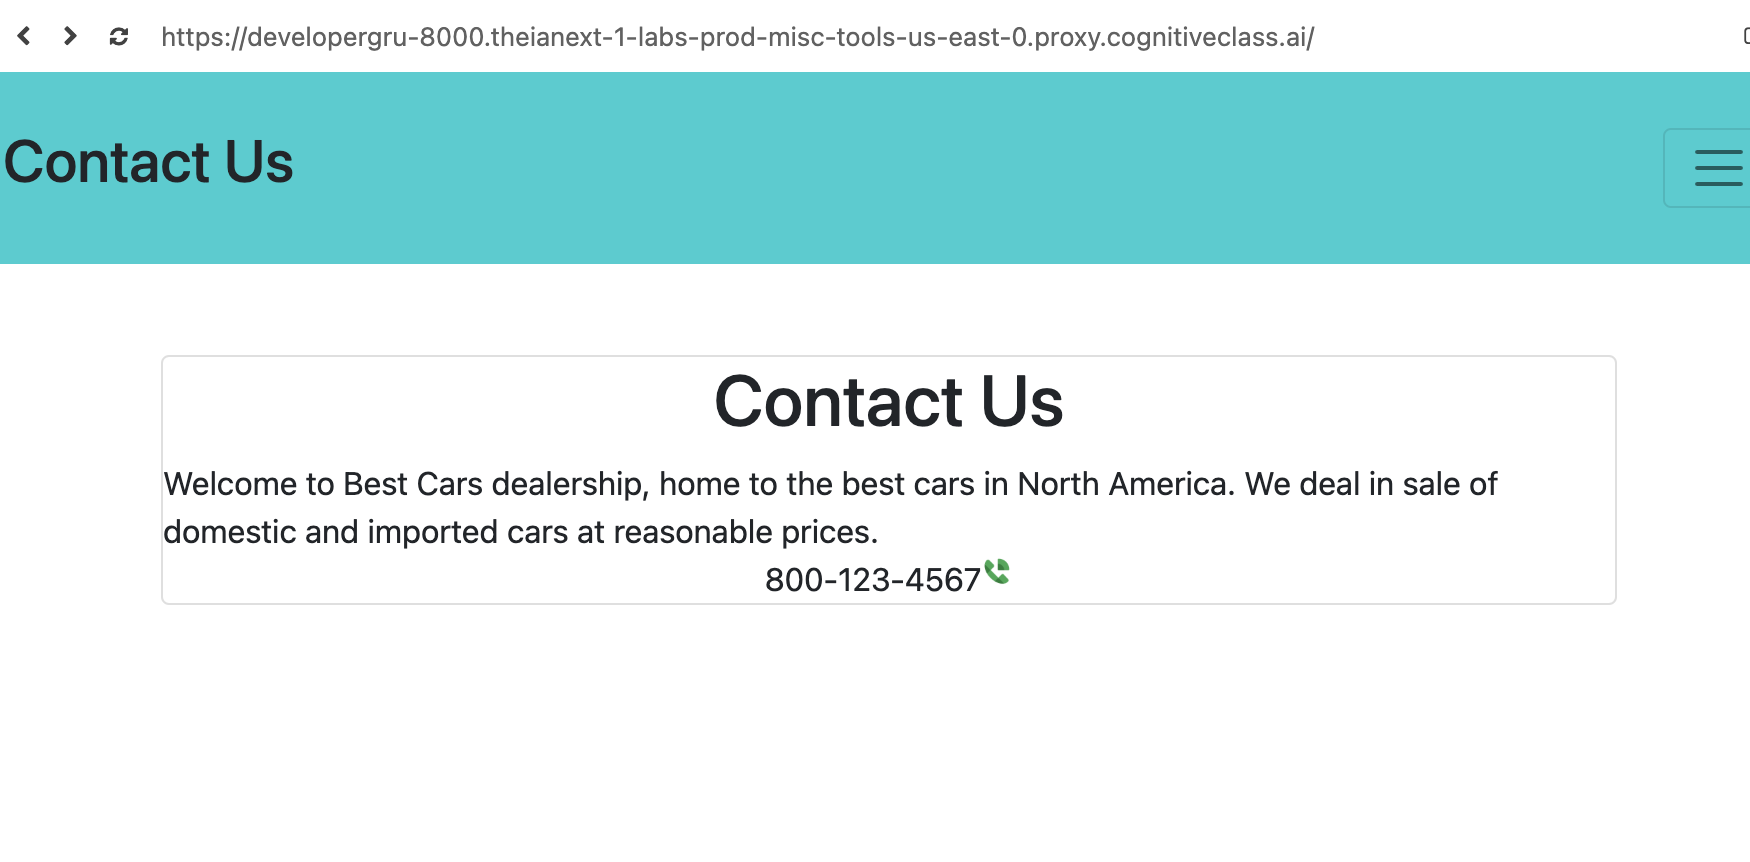 https://developergru-8000.theianext-1-labs-prod-misc-tools-us-east-0.proxy.cognitiveclass.ai/
Contact Us
Contact Us
Welcome to Best Cars dealership, home to the best cars in North America. We deal in sale of
domestic and imported cars at reasonable prices.
800-123-4567